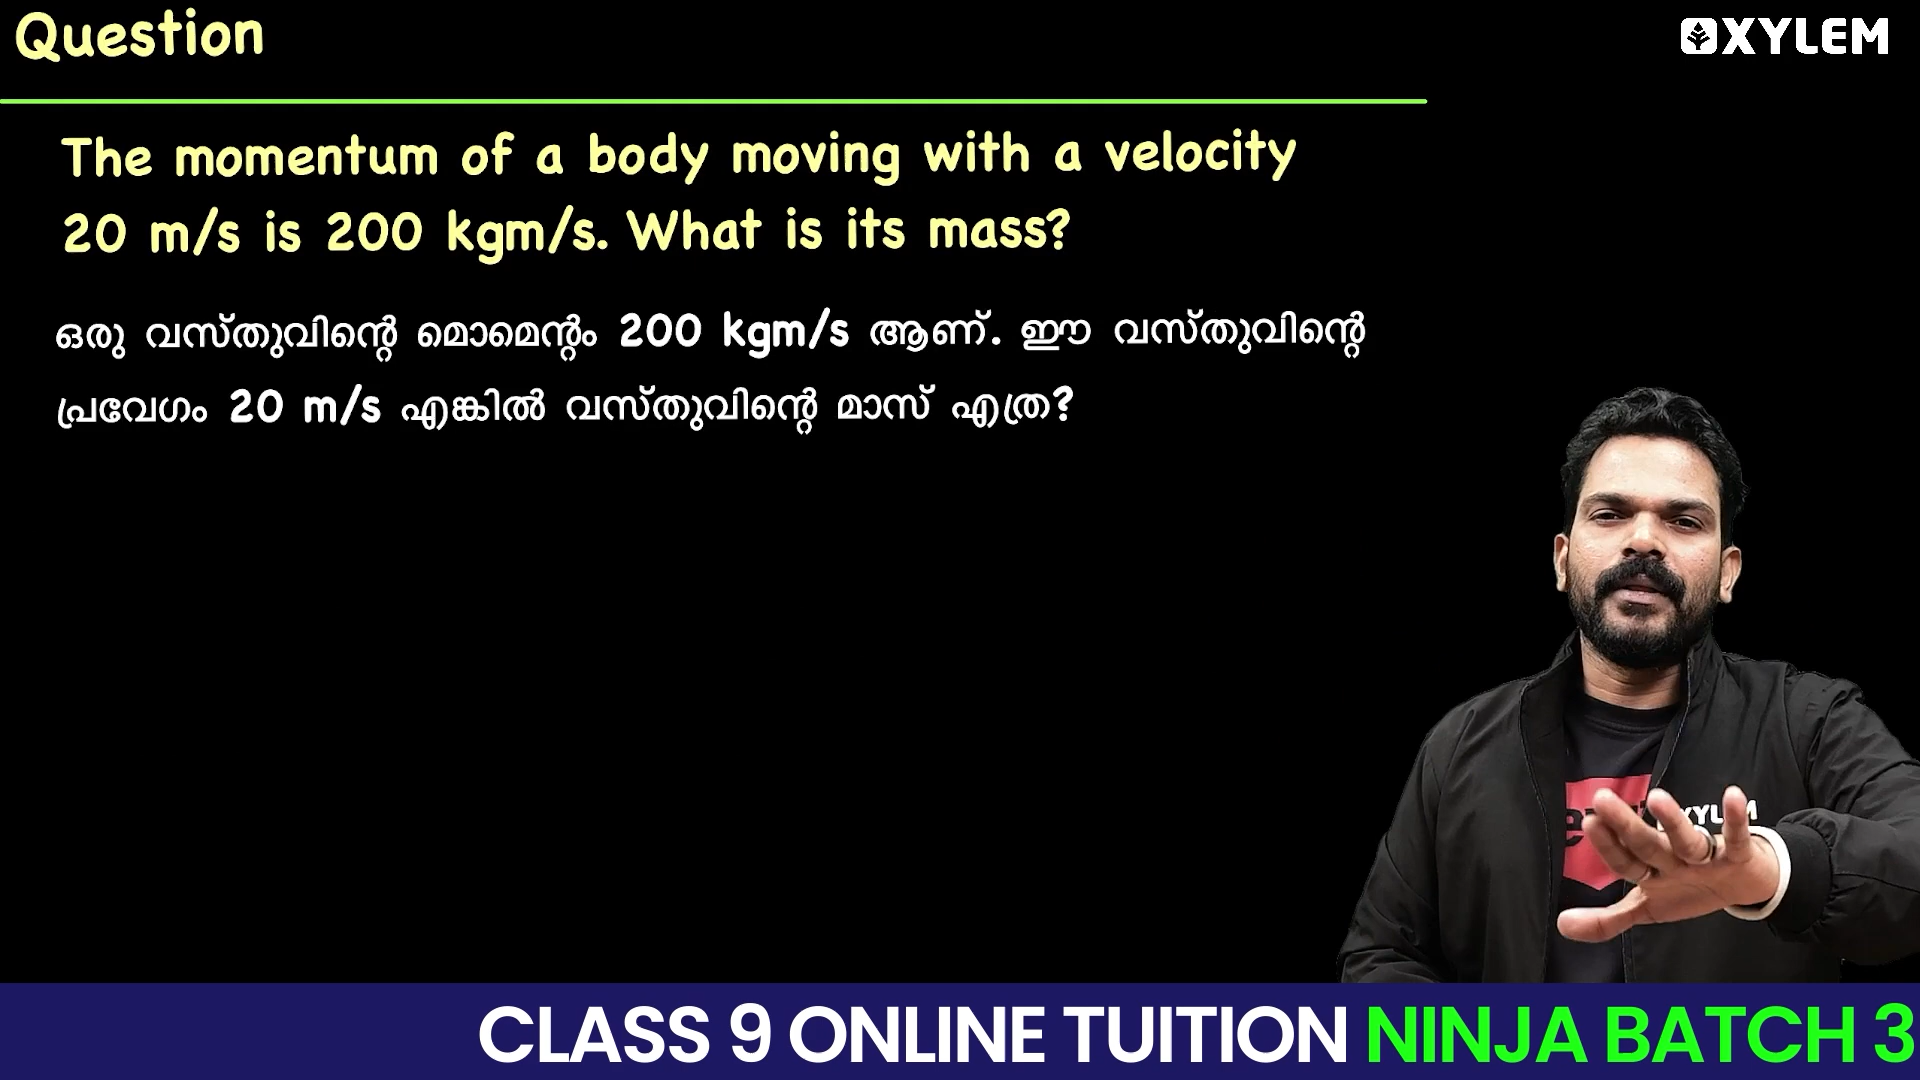 Question
XYLEM
The momentum of a body moving with a velocity
20 m/s is 200 kgm/s. What is its mass?
ഒരു വസ്തുവിന്റെ മൊമെന്റം 200 kgm/s ആണ്. ഈ വസ്തുവിന്റെ
പ്രവേഗം 20 m/s എങ്കിൽ വസ്തുവിന്റെ മാസ് എത്ര?
XYLEM
CLASS 9 ONLINE TUITION NINJA BATCH 3